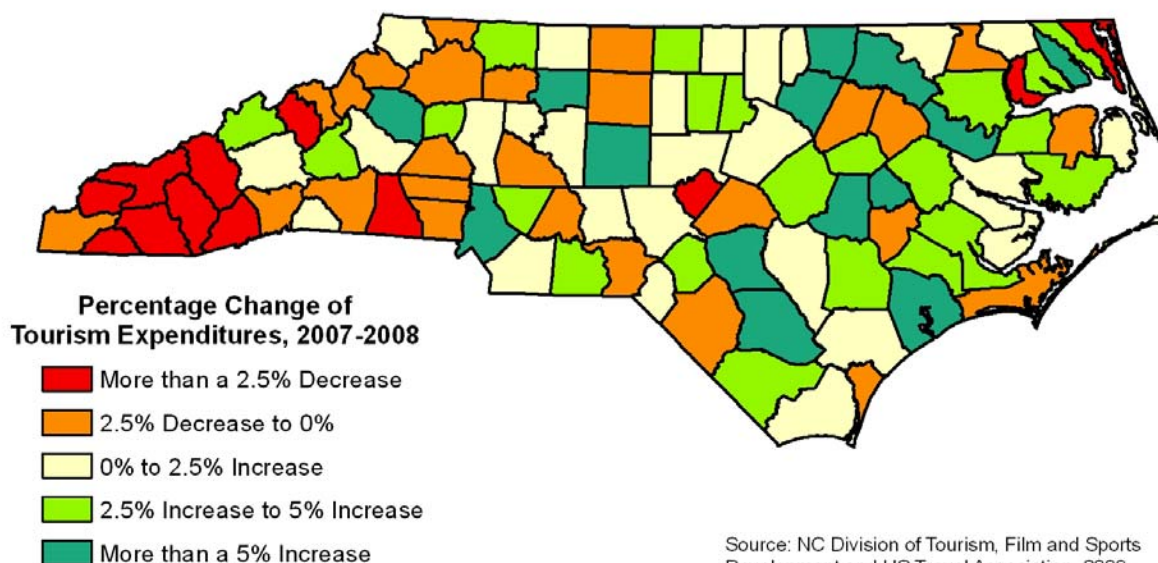 Percentage Change of
Tourism Expenditures, 2007-2008
More than a 2.5% Decrease
2.5% Decrease to 0%
0% to 2.5% Increase
2.5% Increase to 5% Increase
More than a 5% Increase
Source: NC Division of Tourism, Film and Sports